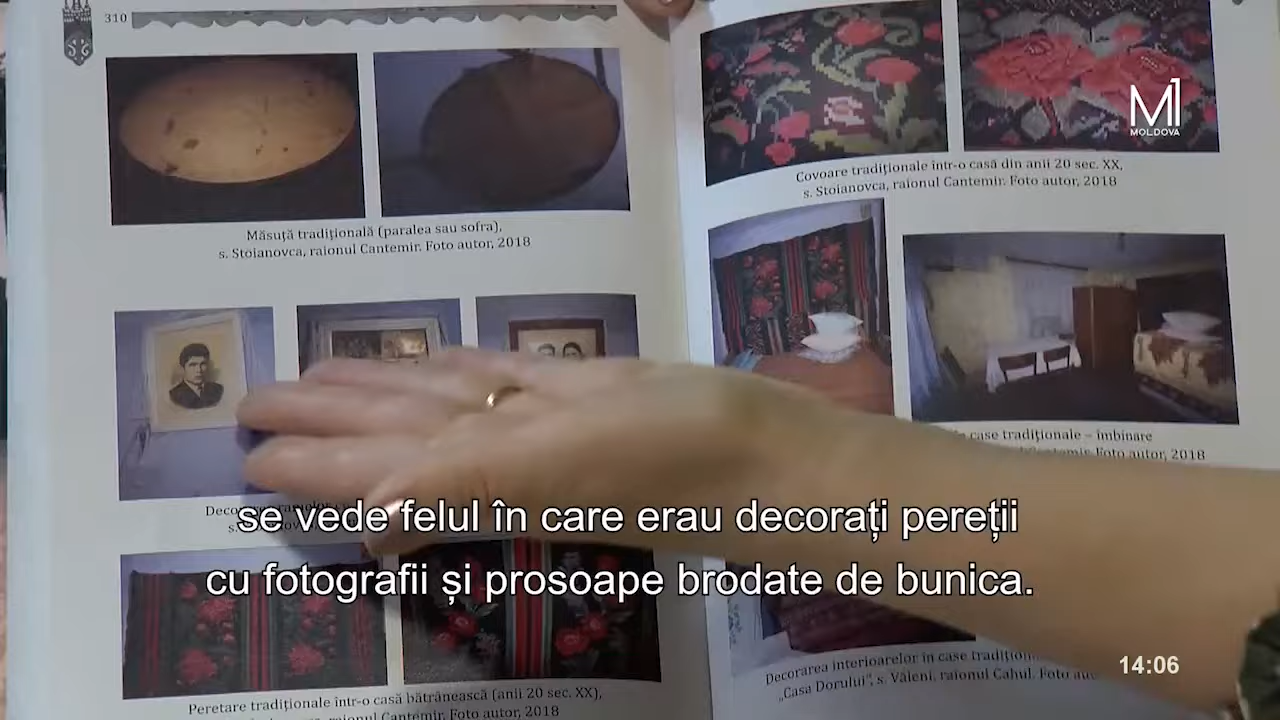 310
Măsuță tradițională (paralea sau sofra),
s. Stoianovca, raionul Cantemir. Foto autor, 2018
Peretare tradiționale într-o casă bătrânească (anii 20 sec. XX),
raionul Cantemir. Foto autor, 2018
M1
MOLDOVA
Covoare tradiționale într-o casă din anii 20 sec. XX,
s. Stoianovca, raionul Cantemir. Foto autor, 2018
case tradiționale – îmbinare
Foto autor, 2018
Decorarea interioarelor în case
„Casa Dorului”, s. Văleni, raionul Cahul. Foto
se vede felul în care erau decorați pereții
cu fotografii și prosoape brodate de bunica.
14:06